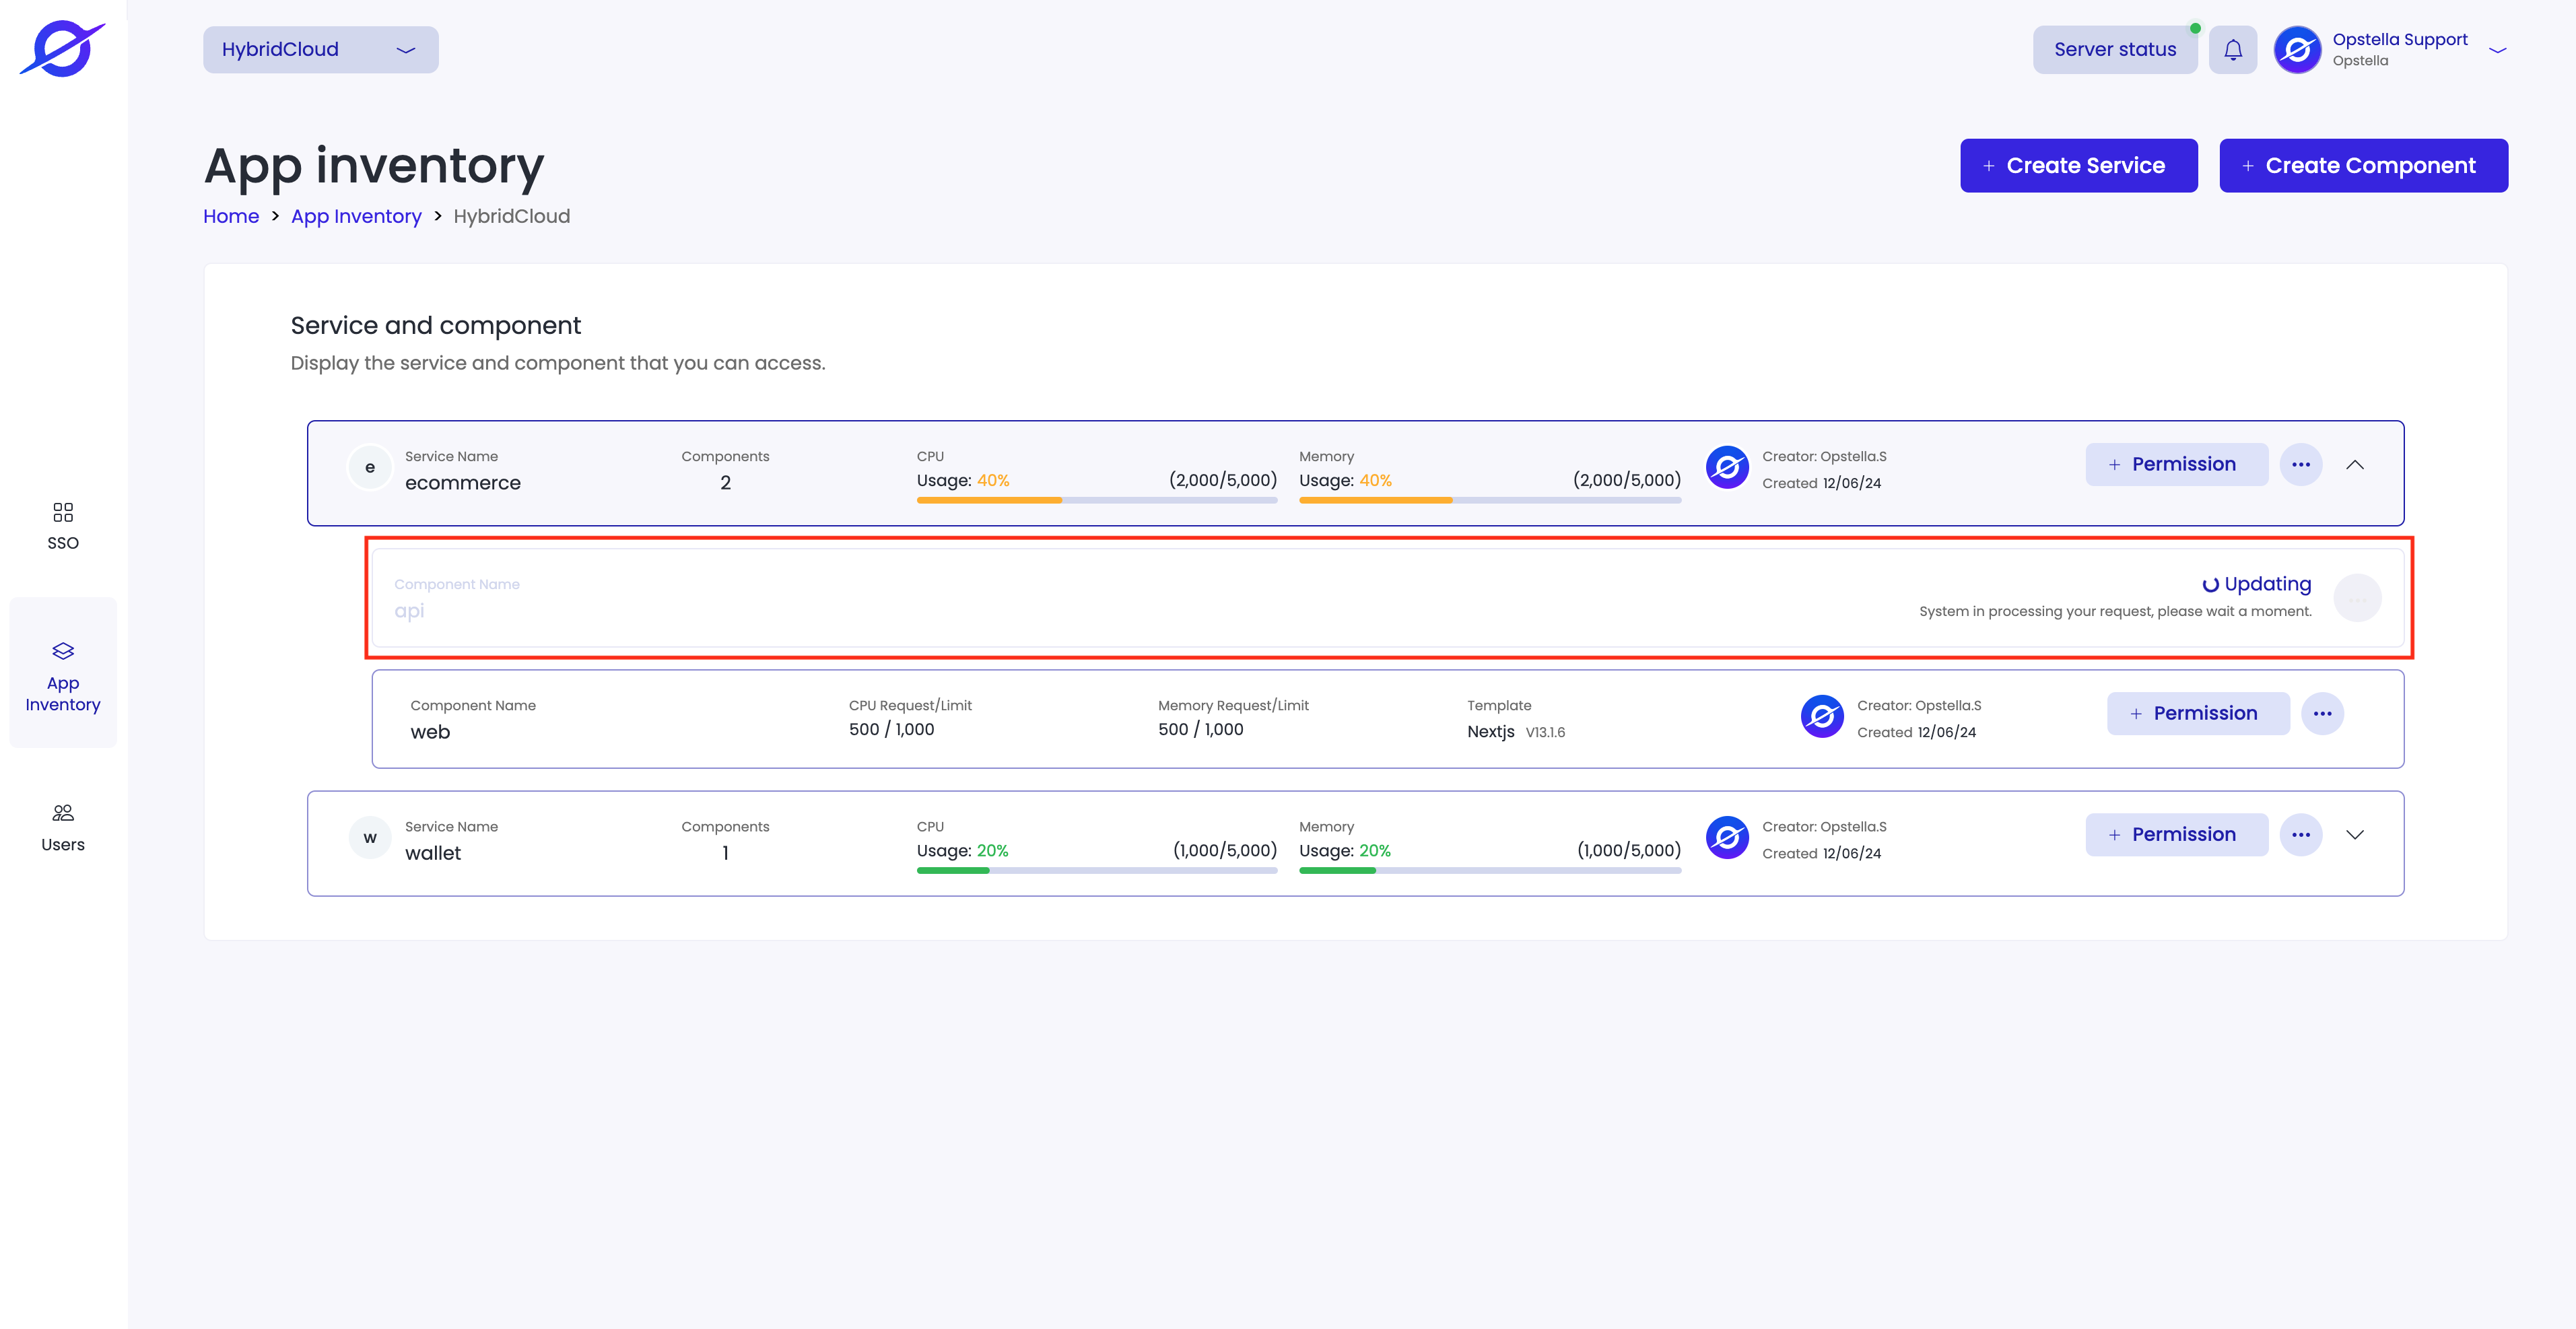 HybridCloud
Server status
Opstella Support
Opstella
App inventory
+ Create Service
+ Create Component
Home > App Inventory > HybridCloud
Service and component
Display the service and component that you can access.
e
Service Name
ecommerce
Components
2
CPU
Usage: 40% (2,000/5,000)
Memory
Usage: 40% (2,000/5,000)
Creator: Opstella.S
Created 12/06/24
+ Permission
SSO
Component Name
api
Updating
System in processing your request, please wait a moment.
App
Inventory
Component Name
web
CPU Request/Limit
500 / 1,000
Memory Request/Limit
500 / 1,000
Template
Nextjs V13.1.6
Creator: Opstella.S
Created 12/06/24
+ Permission
w
Service Name
wallet
Components
1
CPU
Usage: 20% (1,000/5,000)
Memory
Usage: 20% (1,000/5,000)
Creator: Opstella.S
Created 12/06/24
+ Permission
Users